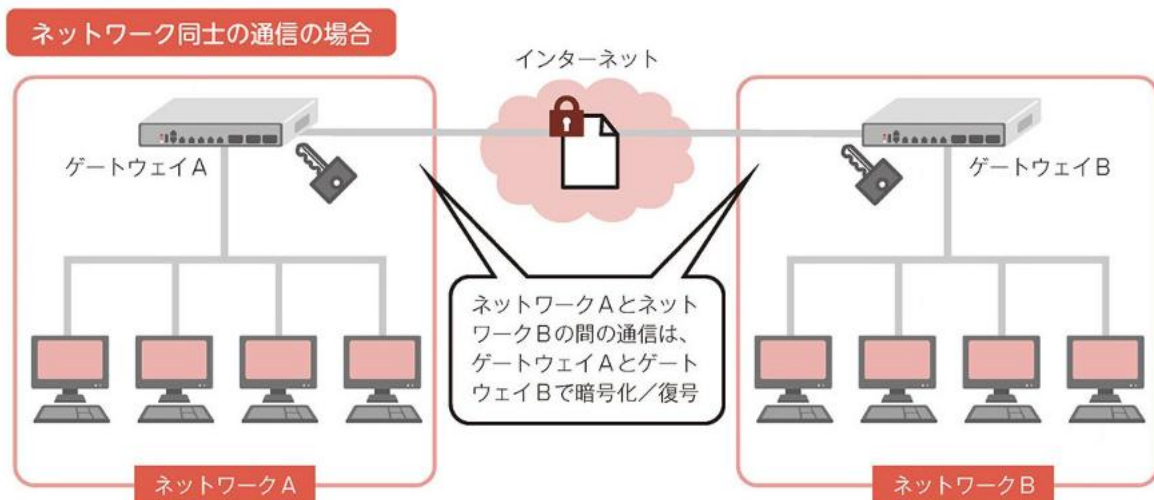 ネットワーク同士の通信の場合
インターネット
ゲートウェイA
ゲートウェイB
ネットワークAとネット
ワークBの間の通信は、
ゲートウェイAとゲート
ウェイBで暗号化／復号
ネットワークA
ネットワークB